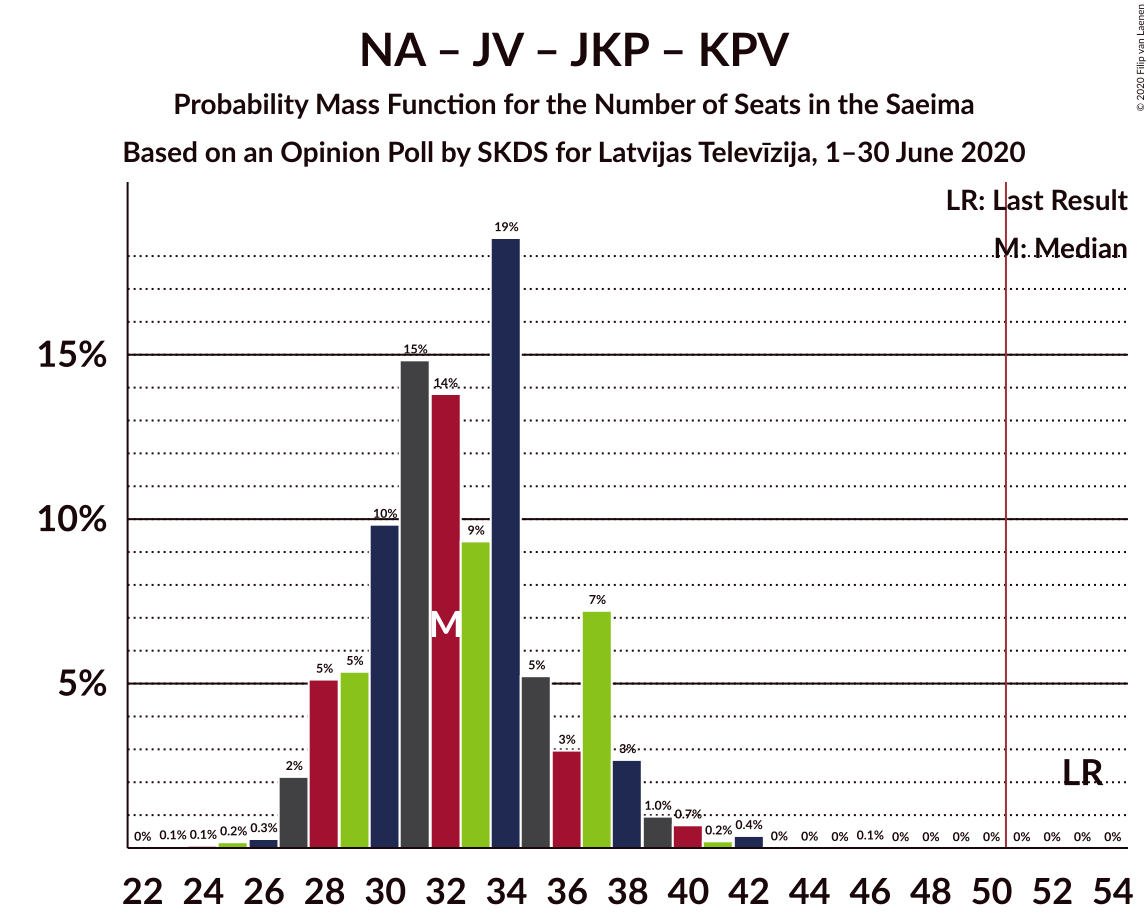 NA – JV – JKP – KPV
Probability Mass Function for the Number of Seats in the Saeima
Based on an Opinion Poll by SKDS for Latvijas Televīzija, 1–30 June 2020
© 2020 Filip van Laenen
LR: Last Result
M: Median
15%
10%
5%
0% 0.1% 0.1% 0.2% 0.3% 2% 5% 5% 10% 15% 14% 9% 19% 5% 3% 7% 3% 1.0% 0.7% 0.2% 0.4% 0% 0% 0% 0.1% 0% 0% 0% 0% 0% 0% 0% 0%
M
LR
22 24 26 28 30 32 34 36 38 40 42 44 46 48 50 52 54